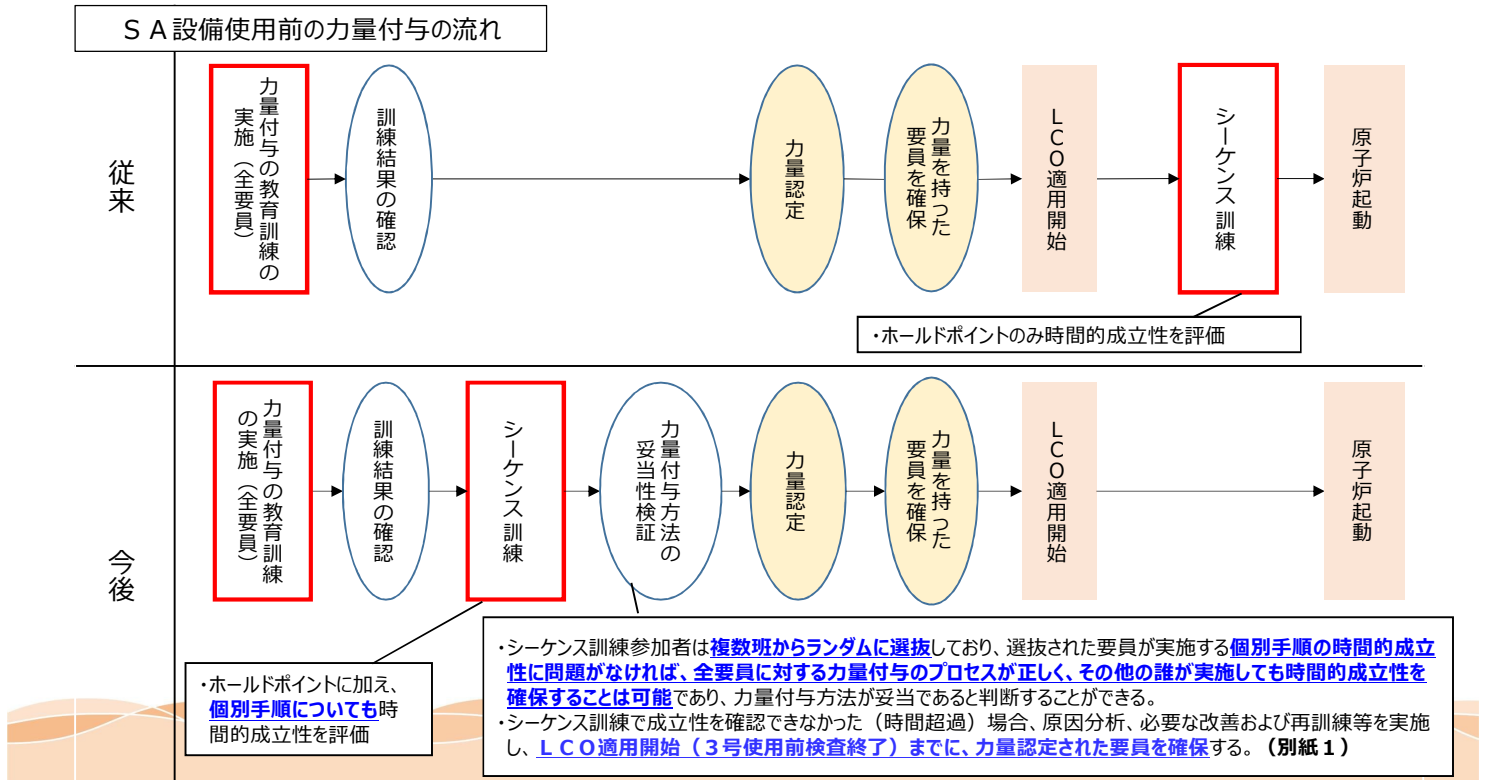 ＳＡ設備使用前の力量付与の流れ
従来
力量付与の教育訓練の
実施（全要員）
訓練結果の確認
力量認定
力量を持った
要員を確保
ＬＣＯ適用開始
シーケンス訓練
原子炉起動
・ホールドポイントのみ時間的成立性を評価
今後
力量付与の教育訓練
の実施（全要員）
訓練結果の確認
シーケンス訓練
力量付与方法の
妥当性検証
力量認定
力量を持った
要員を確保
ＬＣＯ適用開始
原子炉起動
・ホールドポイントに加え、
個別手順についても時
間的成立性を評価
・シーケンス訓練参加者は複数班からランダムに選抜しており、選抜された要員が実施する個別手順の時間的成立
性に問題がなければ、全要員に対する力量付与のプロセスが正しく、その他の誰が実施しても時間的成立性を
確保することは可能であり、力量付与方法が妥当であると判断することができる。
・シーケンス訓練で成立性を確認できなかった（時間超過）場合、原因分析、必要な改善および再訓練等を実施
し、ＬＣＯ適用開始（３号使用前検査終了）までに、力量認定された要員を確保する。（別紙１）